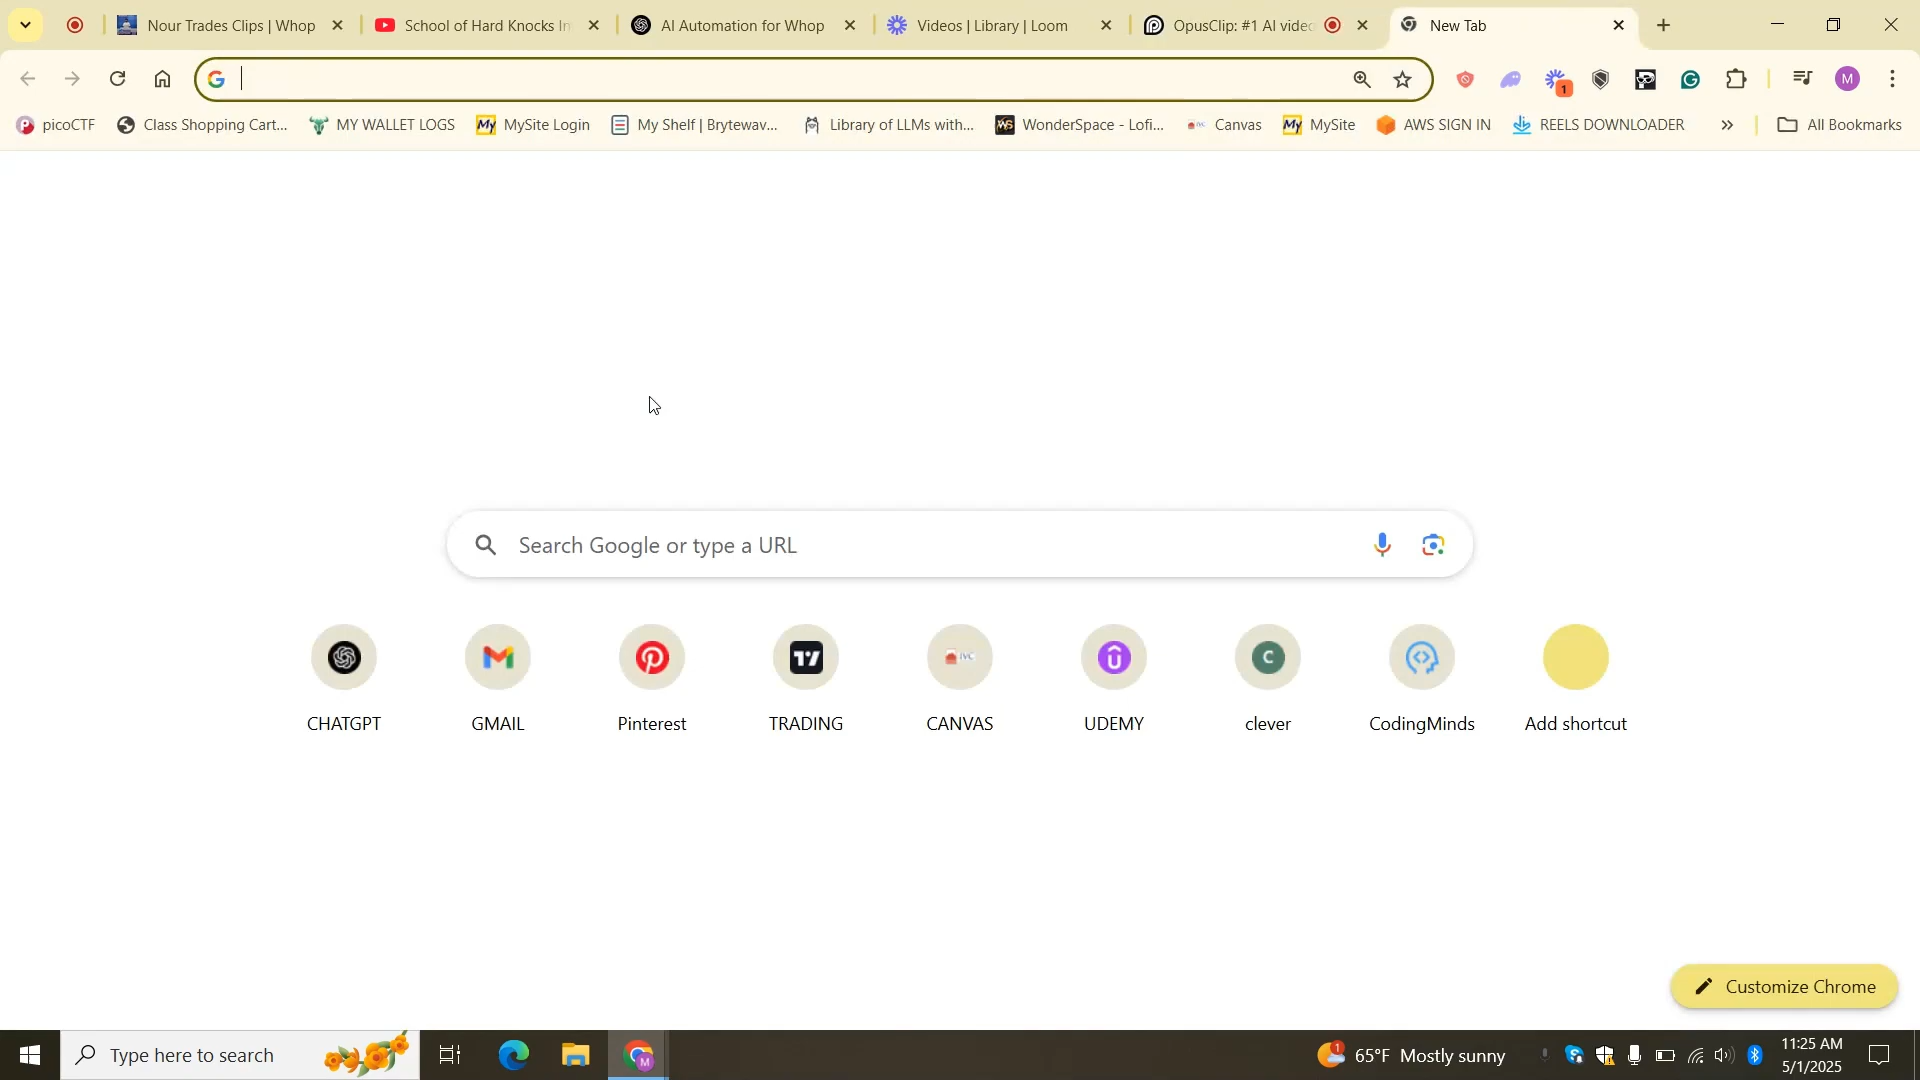 Nour Trades Clips | Whop
School of Hard Knocks In
AI Automation for Whop
Videos | Library | Loom
OpusClip: #1 AI video
New Tab
1
M
picoCTF
Class Shopping Cart...
MY WALLET LOGS
MySite Login
My Shelf | Brytewav...
Library of LLMs with...
WonderSpace - Lofi...
Canvas
MySite
AWS SIGN IN
REELS DOWNLOADER
All Bookmarks
Search Google or type a URL
CHATGPT
GMAIL
Pinterest
TRADING
CANVAS
UDEMY
C
clever
CodingMinds
Add shortcut
Customize Chrome
Type here to search
M
1
65°F Mostly sunny
11:25 AM
5/1/2025